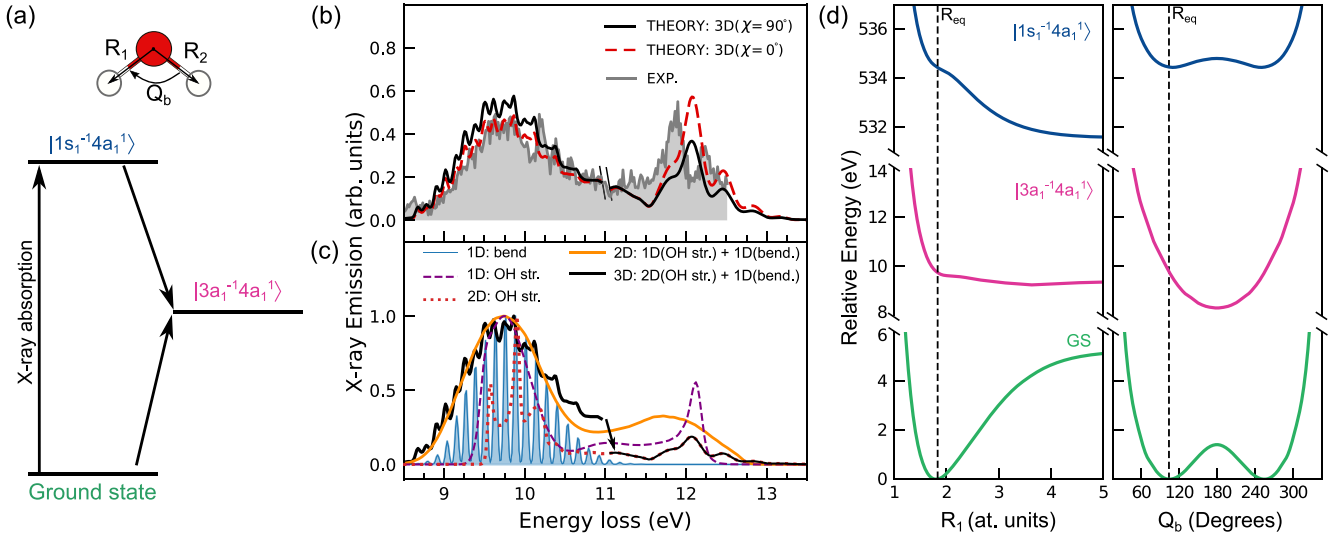 (a)
R1
R2
Qb
|1s1⁻¹4a1¹⟩
|3a1⁻¹4a1¹⟩
X-ray absorption
Ground state
(b)
THEORY: 3D(χ= 90°)
THEORY: 3D(χ= 0°)
EXP.
0.8
0.6
0.4
0.2
0.0
X-ray Emission (arb. units)
(c)
1D: bend
1D: OH str.
2D: OH str.
2D: 1D(OH str.) + 1D(bend.)
3D: 2D(OH str.) + 1D(bend.)
1.0
0.5
0.0
9 10 11 12 13
Energy loss (eV)
(d)
Req
Req
|1s1⁻¹4a1¹⟩
|3a1⁻¹4a1¹⟩
GS
536
534
532
14
12
10
8
6
4
2
0
Relative Energy (eV)
1 2 3 4 5
R1 (at. units)
60 120 180 240 300
Qb (Degrees)